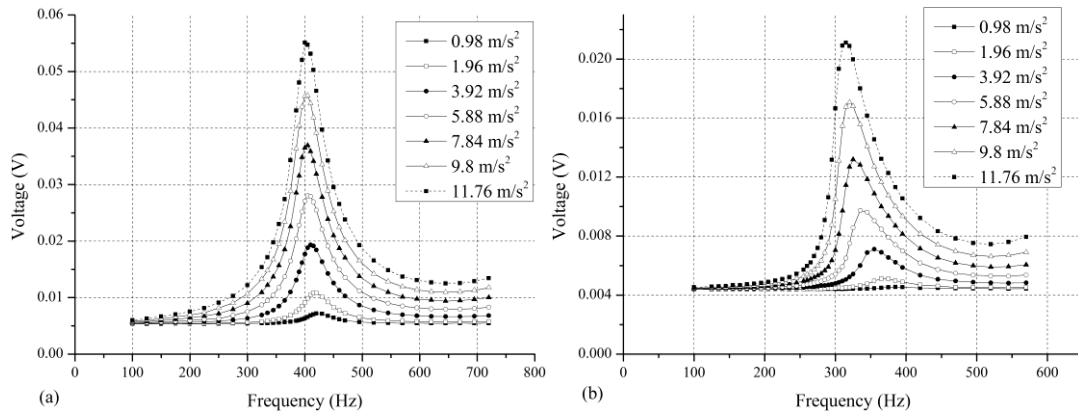 0.06
0.05
0.04
0.03
0.02
0.01
0.00
Voltage (V)
0.98 m/s²
1.96 m/s²
3.92 m/s²
5.88 m/s²
7.84 m/s²
9.8 m/s²
11.76 m/s²
0 100 200 300 400 500 600 700 800
(a)
Frequency (Hz)
0.020
0.016
0.012
0.008
0.004
0.000
Voltage (V)
0.98 m/s²
1.96 m/s²
3.92 m/s²
5.88 m/s²
7.84 m/s²
9.8 m/s²
11.76 m/s²
0 100 200 300 400 500 600
(b)
Frequency (Hz)